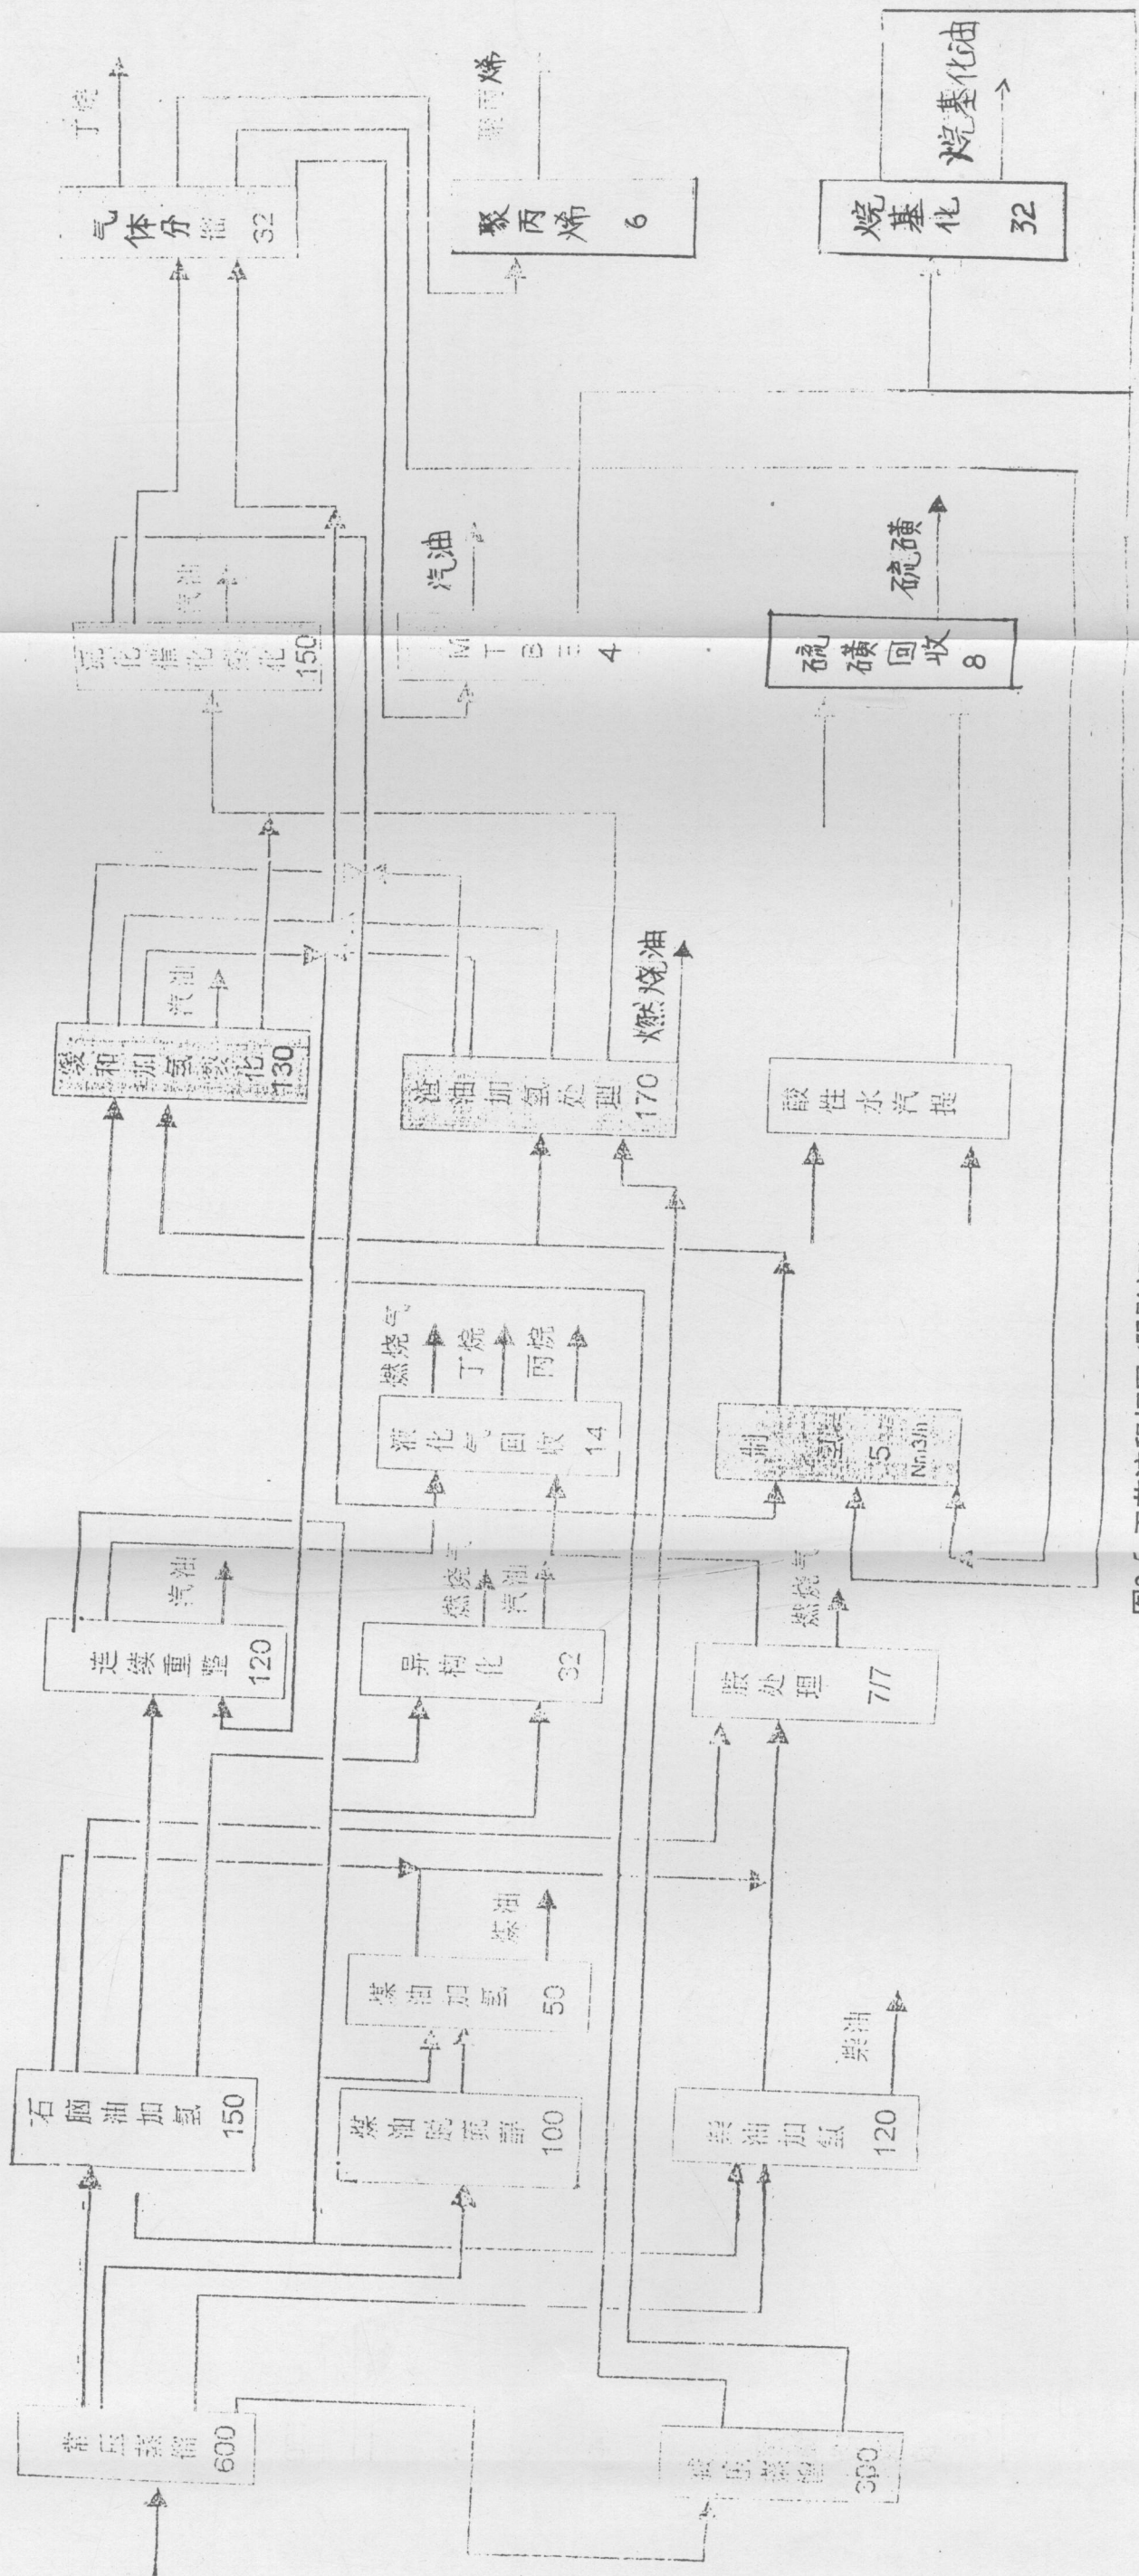 常压蒸馏
600
减压蒸馏
300
石脑油加氢
150
煤油脱硫醇
100
柴油加氢
120
柴油
煤油加氢
50
煤油
连续重整
120
汽油
异构化
32
燃烧气
汽油
胺处理
7/7
燃烧气
液化气回收
14
燃烧气
丁烷
丙烷
制氢
5
Nm3/h
缓和加氢裂化
130
汽油
渣油加氢处理
170
燃烧油
酸性水汽提
催化裂化
150
汽油
MTBE
4
汽油
硫磺回收
8
硫磺
气体分馏
32
丁烷
聚丙烯
6
聚丙烯
烷基化
32
烷基化油